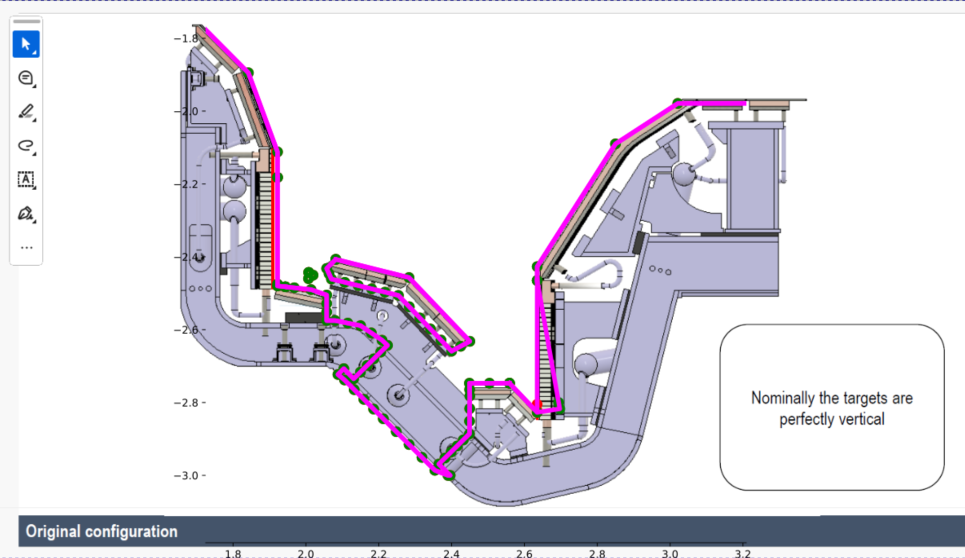 −1.8
−2.0
−2.2
−2.4
−2.6
−2.8
−3.0
A
Nominally the targets are
perfectly vertical
Original configuration
1.8 2.0 2.2 2.4 2.6 2.8 3.0 3.2